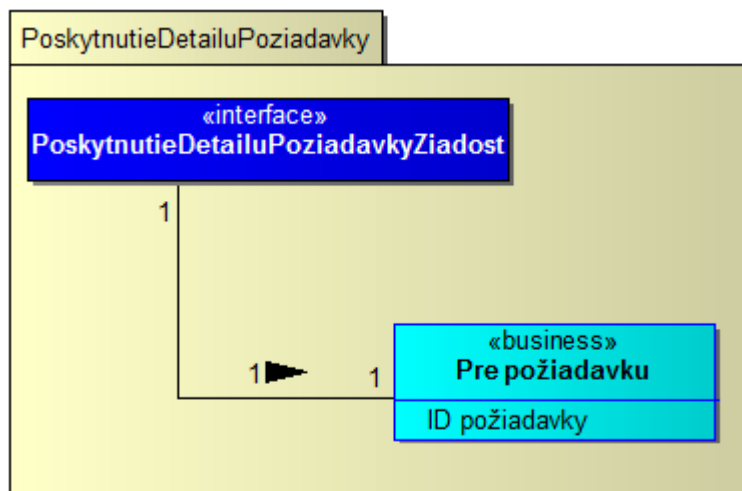 PoskytnutieDetailuPoziadavky
«interface»
PoskytnutieDetailuPoziadavkyZiadost
1
1
1
«business»
Pre požiadavku
ID požiadavky